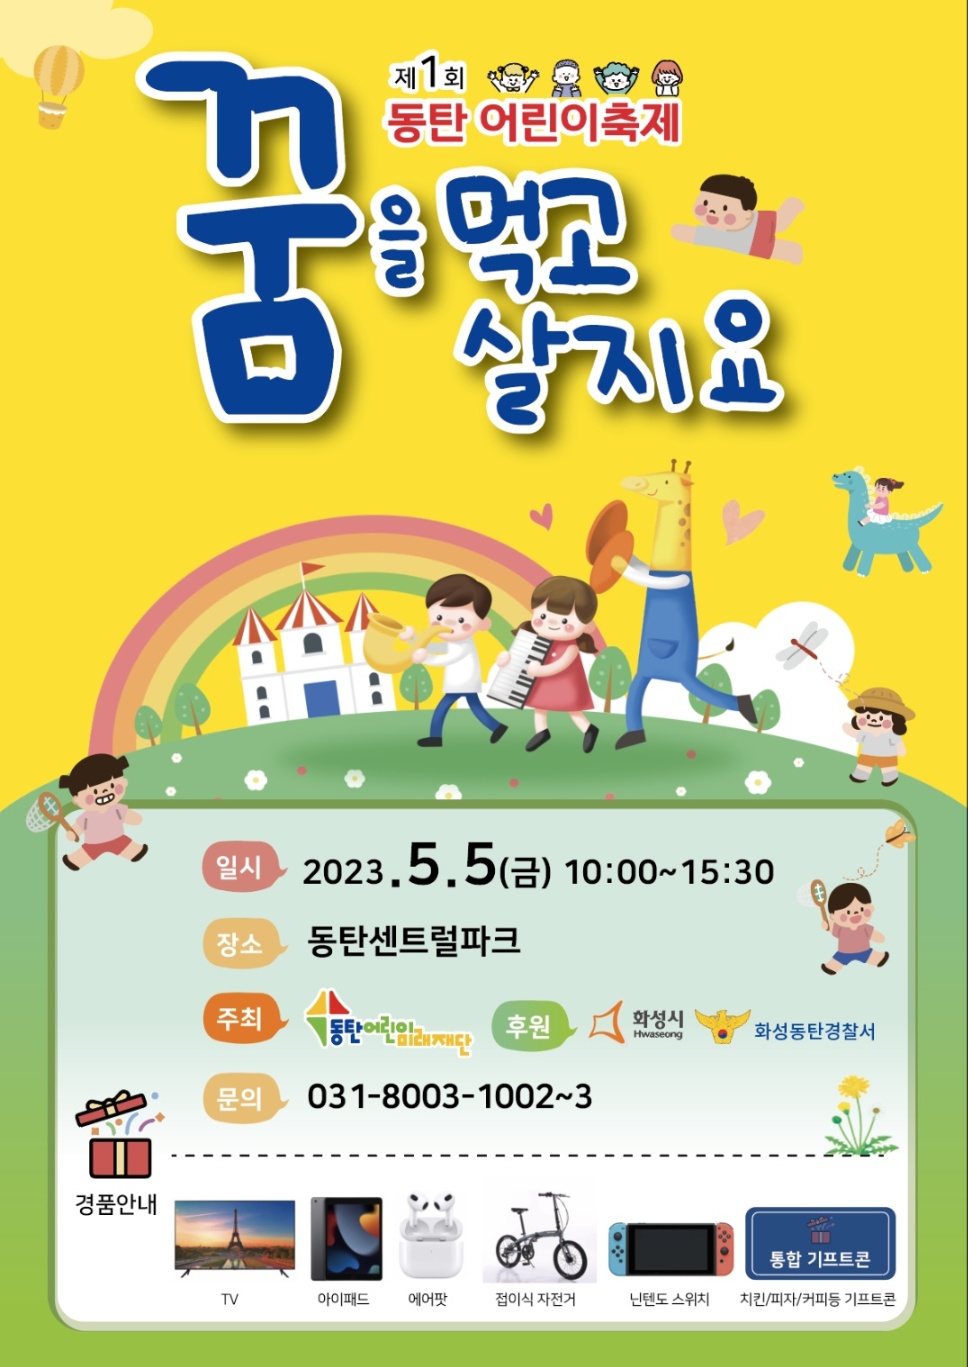 제1회
동탄 어린이축제
꿈을 먹고
살지요
일시 2023.5.5(금) 10:00~15:30
장소 동탄센트럴파크
주최 동탄어린이미래재단 후원 화성시 Hwaseong 화성동탄경찰서
문의 031-8003-1002~3
경품안내
통합 기프트콘
TV 아이패드 에어팟 접이식 자전거 닌텐도 스위치 치킨/피자/커피등 기프트콘